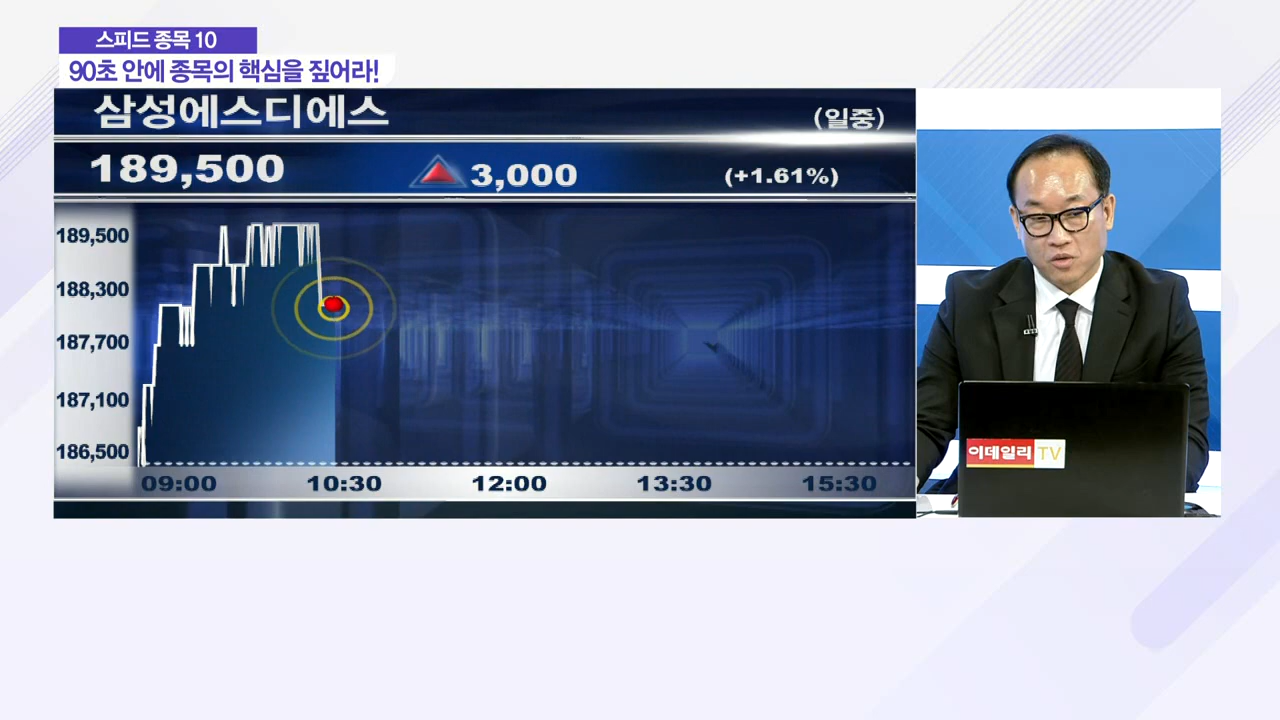 스피드 종목 10
90초 안에 종목의 핵심을 짚어라!
삼성에스디에스
(일중)
189,500
3,000
(+1.61%)
189,500
188,300
187,700
187,100
186,500
09:00
10:30
12:00
13:30
15:30
이데일리 TV